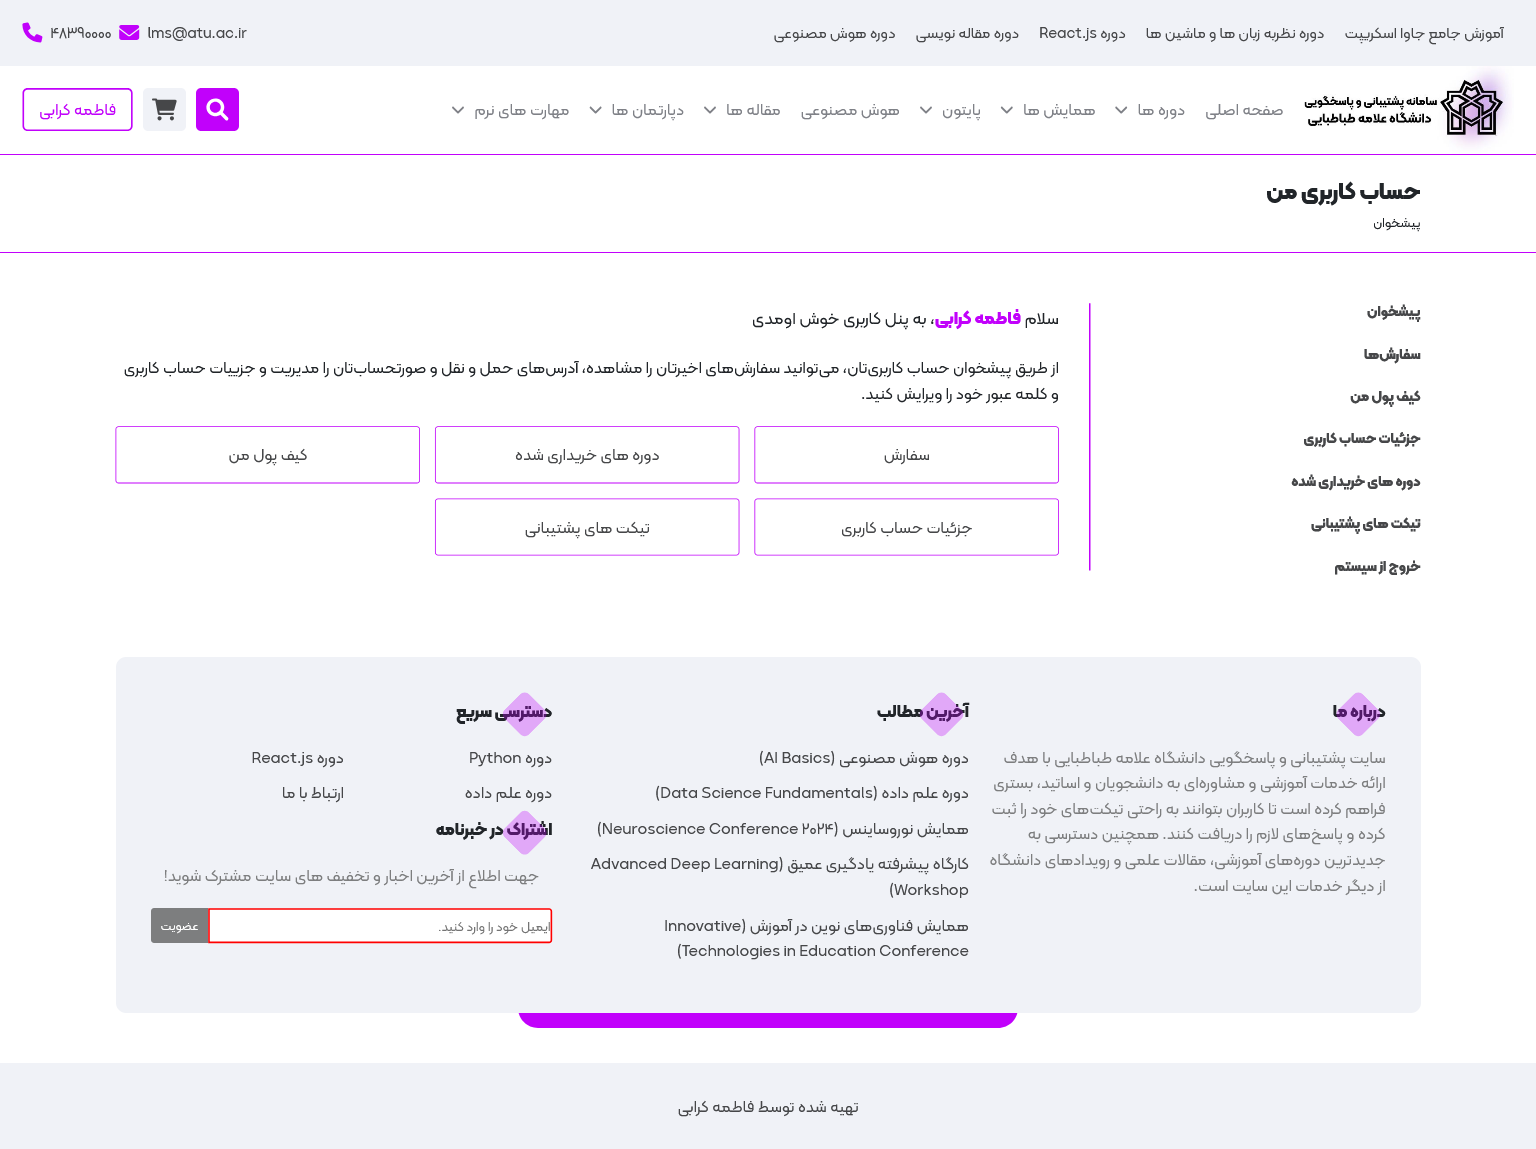 آموزش جامع جاوا اسکریپت
دوره نظریه زبان ها و ماشین ها
دوره React.js
دوره مقاله نویسی
دوره هوش مصنوعی
lms@atu.ac.ir
۴۸۳۹۰۰۰۰
سامانه پشتیبانی و پاسخگویی
دانشگاه علامه طباطبایی
صفحه اصلی
دوره ها
همایش ها
پایتون
هوش مصنوعی
مقاله ها
دپارتمان ها
مهارت های نرم
فاطمه کرابی
حساب کاربری من
پیشخوان
پیشخوان
سفارش‌ها
کیف پول من
جزئیات حساب کاربری
دوره های خریداری شده
تیکت های پشتیبانی
خروج از سیستم
سلام فاطمه کرابی، به پنل کاربری خوش اومدی
از طریق پیشخوان حساب کاربری‌تان، می‌توانید سفارش‌های اخیرتان را مشاهده، آدرس‌های حمل و نقل و صورتحساب‌تان را مدیریت و جزییات حساب کاربری
و کلمه عبور خود را ویرایش کنید.
سفارش
دوره های خریداری شده
کیف پول من
جزئیات حساب کاربری
تیکت های پشتیبانی
درباره ما
سایت پشتیبانی و پاسخگویی دانشگاه علامه طباطبایی با هدف
ارائه خدمات آموزشی و مشاوره‌ای به دانشجویان و اساتید، بستری
فراهم کرده است تا کاربران بتوانند به راحتی تیکت‌های خود را ثبت
کرده و پاسخ‌های لازم را دریافت کنند. همچنین دسترسی به
جدیدترین دوره‌های آموزشی، مقالات علمی و رویدادهای دانشگاه
از دیگر خدمات این سایت است.
آخرین مطالب
دوره هوش مصنوعی (AI Basics)
دوره علم داده (Data Science Fundamentals)
همایش نوروساینس (Neuroscience Conference ۲۰۲۴)
کارگاه پیشرفته یادگیری عمیق (Advanced Deep Learning
Workshop)
همایش فناوری‌های نوین در آموزش (Innovative
Technologies in Education Conference)
دسترسی سریع
دوره Python
دوره React.js
دوره علم داده
ارتباط با ما
اشتراک در خبرنامه
جهت اطلاع از آخرین اخبار و تخفیف های سایت مشترک شوید!
ایمیل خود را وارد کنید.
عضویت
تهیه شده توسط فاطمه کرابی